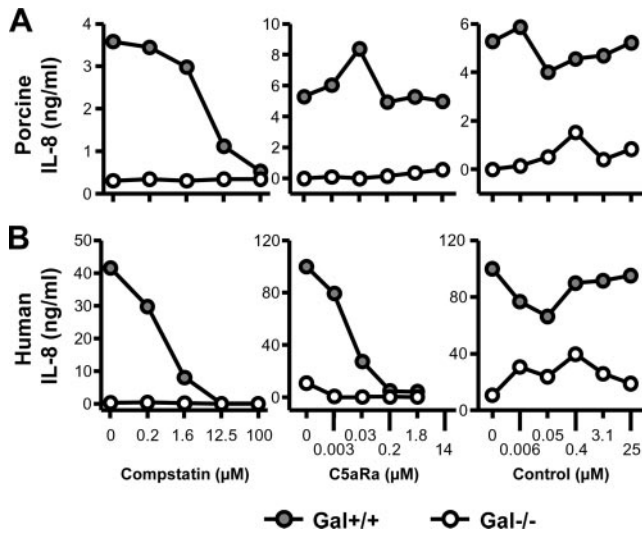 A
Porcine
IL-8 (ng/ml)
4
3
2
1
0
10
8
6
4
2
0
6
4
2
0
B
Human
IL-8 (ng/ml)
50
40
30
20
10
0
120
80
40
0
120
80
40
0
0 0.2 1.6 12.5 100
0 0.003 0.03 0.2 1.8 14
0 0.006 0.05 0.4 3.1 25
Compstatin (µM)
C5aRa (µM)
Control (µM)
Gal+/+
Gal-/-